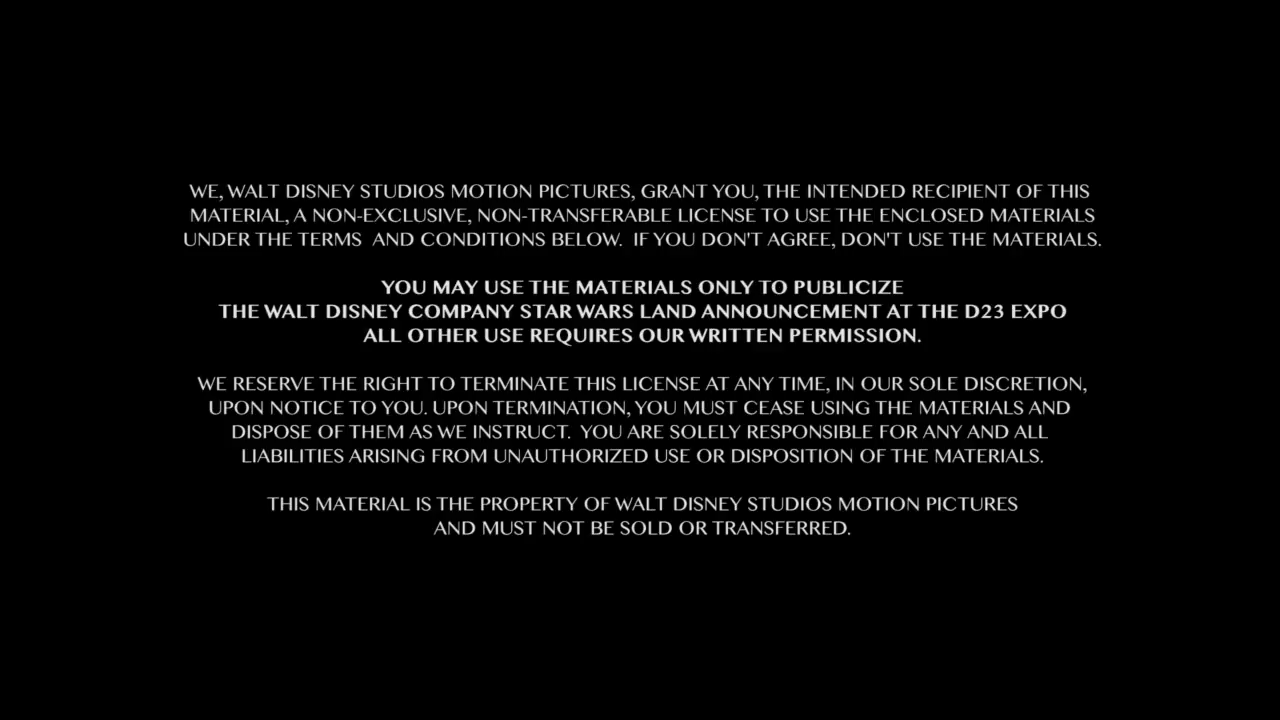 WE, WALT DISNEY STUDIOS MOTION PICTURES, GRANT YOU, THE INTENDED RECIPIENT OF THIS
MATERIAL, A NON-EXCLUSIVE, NON-TRANSFERABLE LICENSE TO USE THE ENCLOSED MATERIALS
UNDER THE TERMS  AND CONDITIONS BELOW.  IF YOU DON'T AGREE, DON'T USE THE MATERIALS.
YOU MAY USE THE MATERIALS ONLY TO PUBLICIZE
THE WALT DISNEY COMPANY STAR WARS LAND ANNOUNCEMENT AT THE D23 EXPO
ALL OTHER USE REQUIRES OUR WRITTEN PERMISSION.
WE RESERVE THE RIGHT TO TERMINATE THIS LICENSE AT ANY TIME, IN OUR SOLE DISCRETION,
UPON NOTICE TO YOU. UPON TERMINATION, YOU MUST CEASE USING THE MATERIALS AND
DISPOSE OF THEM AS WE INSTRUCT.  YOU ARE SOLELY RESPONSIBLE FOR ANY AND ALL
LIABILITIES ARISING FROM UNAUTHORIZED USE OR DISPOSITION OF THE MATERIALS.
THIS MATERIAL IS THE PROPERTY OF WALT DISNEY STUDIOS MOTION PICTURES
AND MUST NOT BE SOLD OR TRANSFERRED.